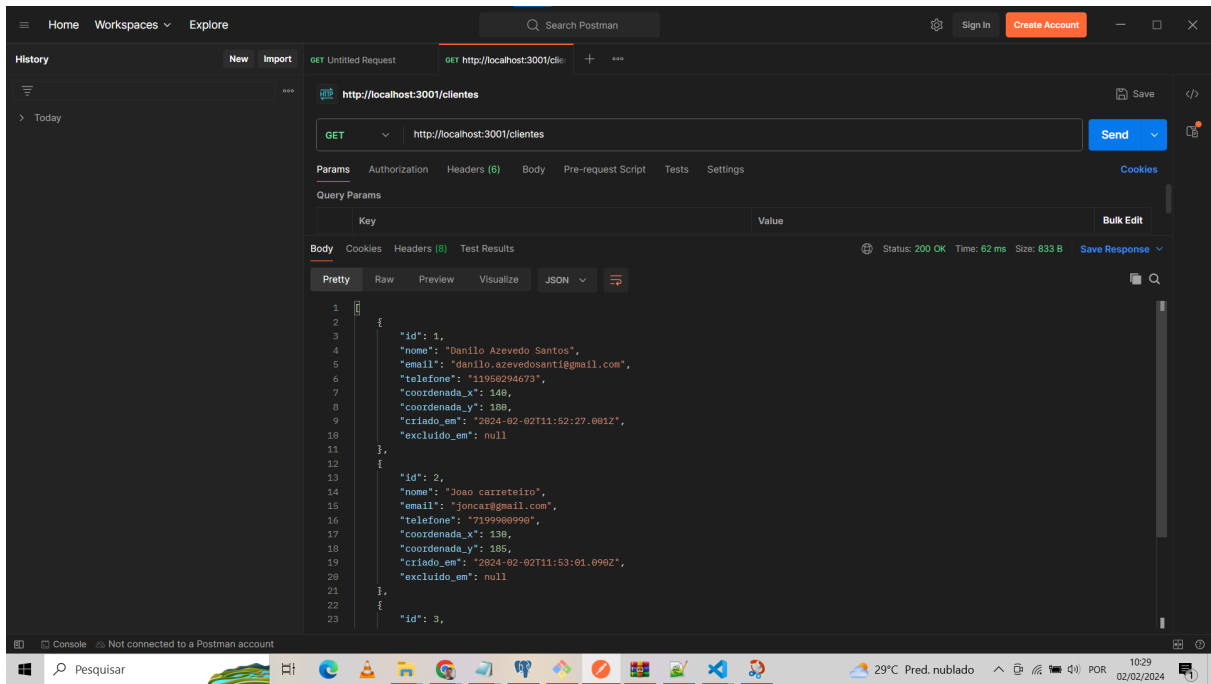 Home Workspaces Explore
Search Postman
Sign In Create Account
History New Import
GET Untitled Request GET http://localhost:3001/clie
HTTP http://localhost:3001/clientes Save
Today
GET http://localhost:3001/clientes Send
Params Authorization Headers (6) Body Pre-request Script Tests Settings Cookies
Query Params
Key Value Bulk Edit
Body Cookies Headers (8) Test Results Status: 200 OK Time: 62 ms Size: 833 B Save Response
Pretty Raw Preview Visualize JSON
1 [
2 {
3 "id": 1,
4 "nome": "Danilo Azevedo Santos",
5 "email": "danilo.azevedosanti@gmail.com",
6 "telefone": "11950294673",
7 "coordenada_x": 140,
8 "coordenada_y": 180,
9 "criado_em": "2024-02-02T11:52:27.001Z",
10 "excluido_em": null
11 },
12 {
13 "id": 2,
14 "nome": "Joao carreteiro",
15 "email": "joncar@gmail.com",
16 "telefone": "7199900990",
17 "coordenada_x": 130,
18 "coordenada_y": 185,
19 "criado_em": "2024-02-02T11:53:01.090Z",
20 "excluido_em": null
21 },
22 {
23 "id": 3,
Console Not connected to a Postman account
Pesquisar 29°C Pred. nublado POR 10:29
02/02/2024